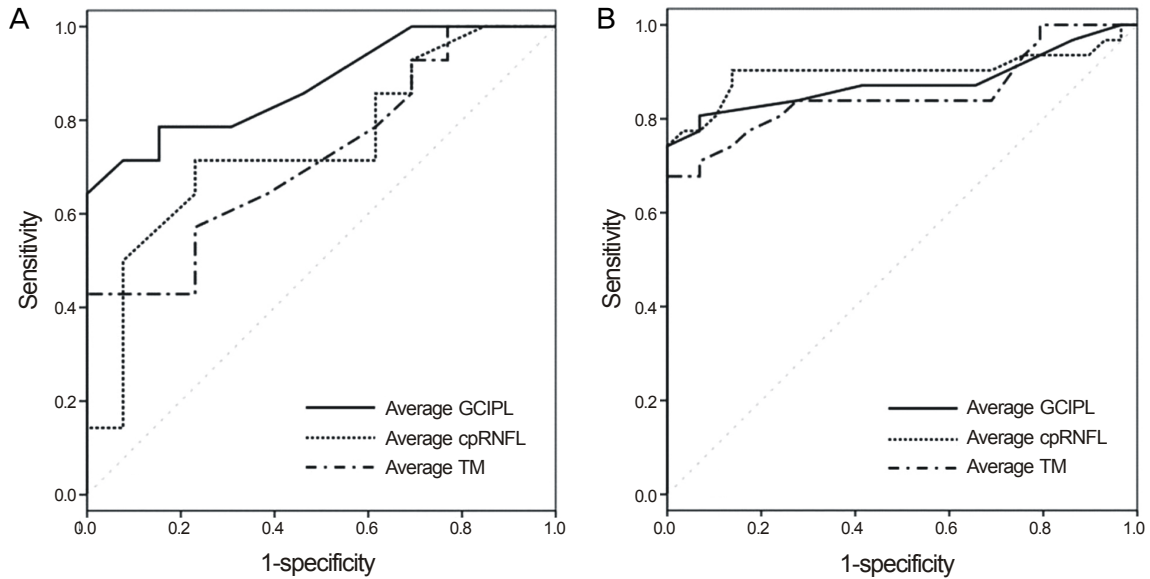 A
1.0
0.8
0.6
0.4
0.2
0.0
Sensitivity
Average GCIPL
Average cpRNFL
Average TM
0.0 0.2 0.4 0.6 0.8 1.0
1-specificity
B
1.0
0.8
0.6
0.4
0.2
0.0
Sensitivity
Average GCIPL
Average cpRNFL
Average TM
0.0 0.2 0.4 0.6 0.8 1.0
1-specificity